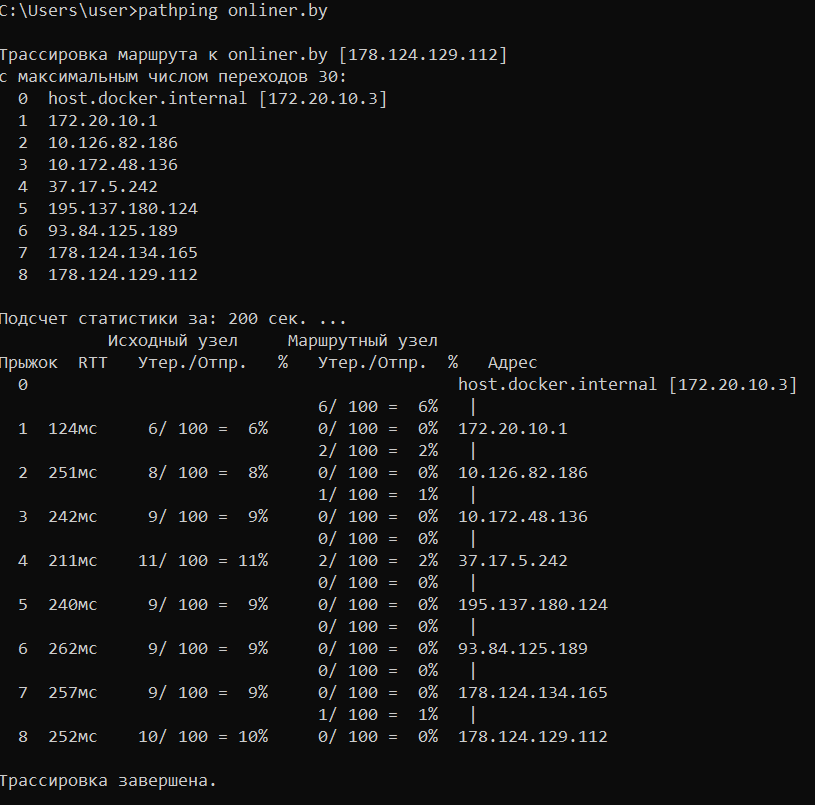 C:\Users\user>pathping onliner.by
Трассировка маршрута к onliner.by [178.124.129.112]
с максимальным числом переходов 30:
  0  host.docker.internal [172.20.10.3]
  1  172.20.10.1
  2  10.126.82.186
  3  10.172.48.136
  4  37.17.5.242
  5  195.137.180.124
  6  93.84.125.189
  7  178.124.134.165
  8  178.124.129.112
Подсчет статистики за: 200 сек. ...
           Исходный узел     Маршрутный узел
Прыжок  RTT   Утер./Отпр.   %   Утер./Отпр.  %   Адрес
  0                                           host.docker.internal [172.20.10.3]
                                6/ 100 =  6%   |
  1  124мс     6/ 100 =  6%     0/ 100 =  0%  172.20.10.1
                                2/ 100 =  2%   |
  2  251мс     8/ 100 =  8%     0/ 100 =  0%  10.126.82.186
                                1/ 100 =  1%   |
  3  242мс     9/ 100 =  9%     0/ 100 =  0%  10.172.48.136
                                0/ 100 =  0%   |
  4  211мс    11/ 100 = 11%     2/ 100 =  2%  37.17.5.242
                                0/ 100 =  0%   |
  5  240мс     9/ 100 =  9%     0/ 100 =  0%  195.137.180.124
                                0/ 100 =  0%   |
  6  262мс     9/ 100 =  9%     0/ 100 =  0%  93.84.125.189
                                0/ 100 =  0%   |
  7  257мс     9/ 100 =  9%     0/ 100 =  0%  178.124.134.165
                                1/ 100 =  1%   |
  8  252мс    10/ 100 = 10%     0/ 100 =  0%  178.124.129.112
Трассировка завершена.